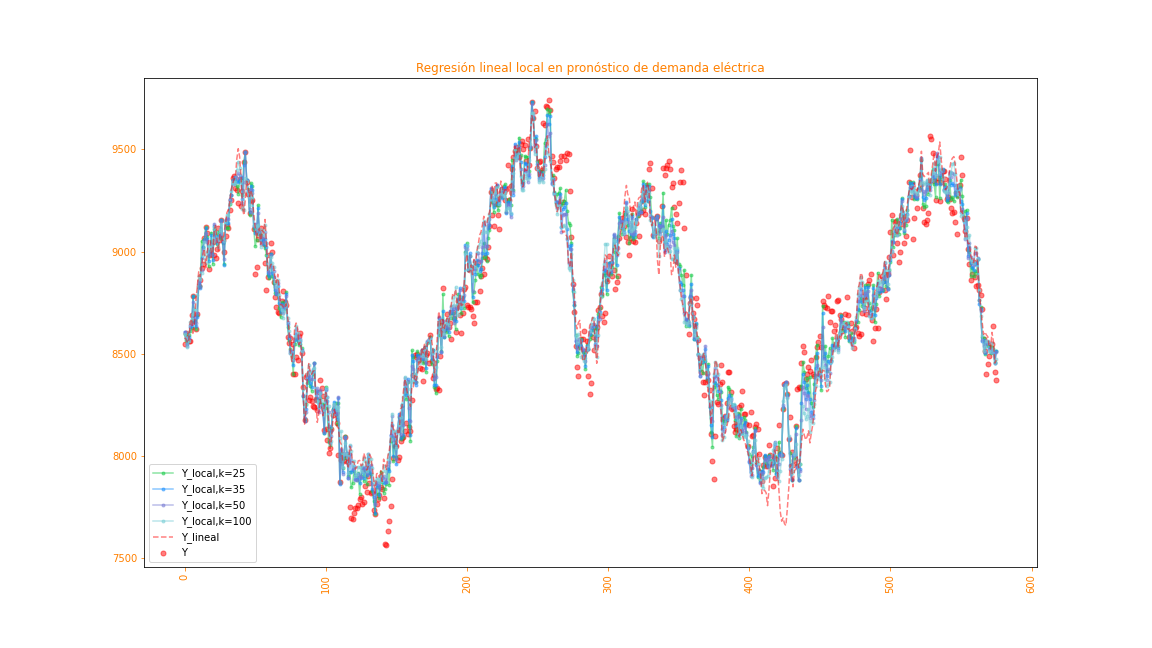 Regresión lineal local en pronóstico de demanda eléctrica
9500
9000
8500
8000
7500
Y_local,k=25
Y_local,k=35
Y_local,k=50
Y_local,k=100
Y_lineal
Y
0
100
200
300
400
500
600